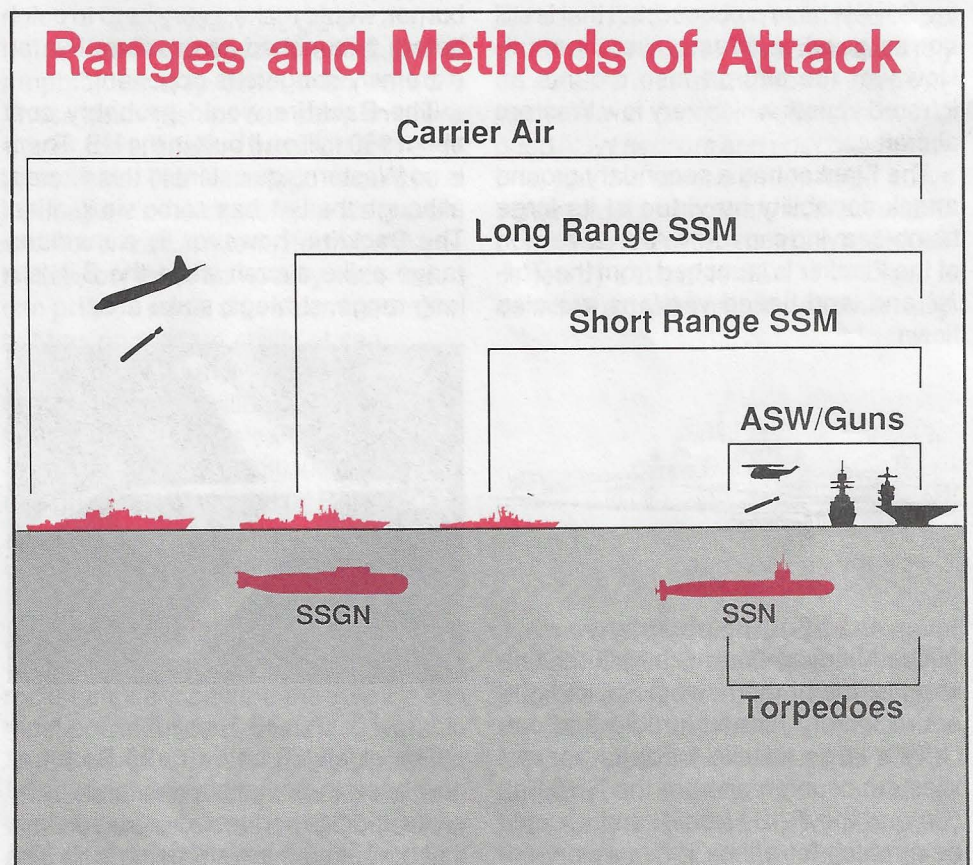 Ranges and Methods of Attack
Carrier Air
Long Range SSM
Short Range SSM
ASW/Guns
SSGN
SSN
Torpedoes